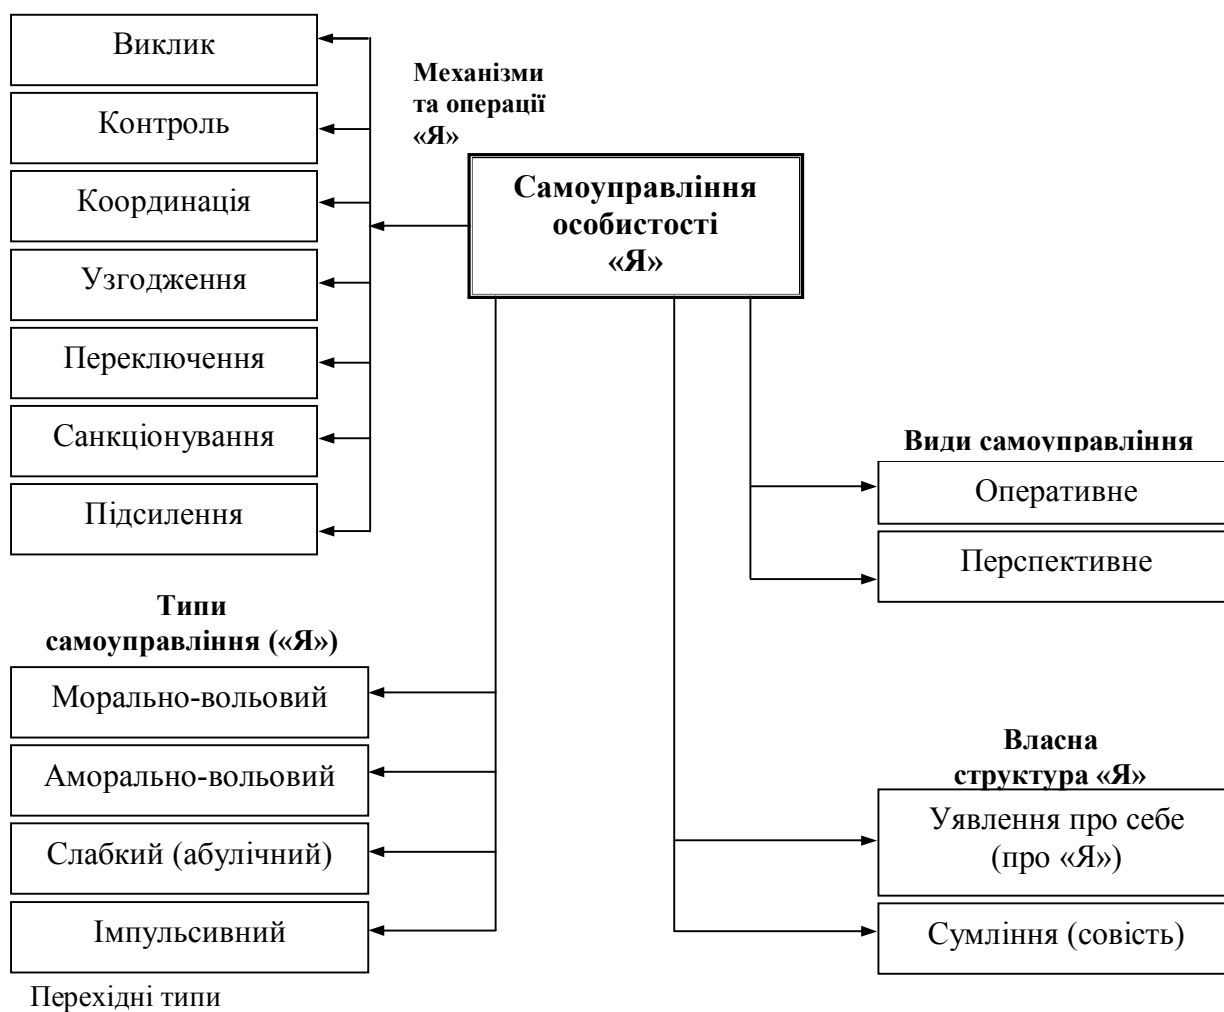 Механізми
та операції
«Я»
Виклик
Контроль
Координація
Узгодження
Переключення
Санкціонування
Підсилення
Самоуправління
особистості
«Я»
Види самоуправління
Оперативне
Перспективне
Типи
самоуправління («Я»)
Морально-вольовий
Аморально-вольовий
Слабкий (абулічний)
Імпульсивний
Перехідні типи
Власна
структура «Я»
Уявлення про себе
(про «Я»)
Сумління (совість)